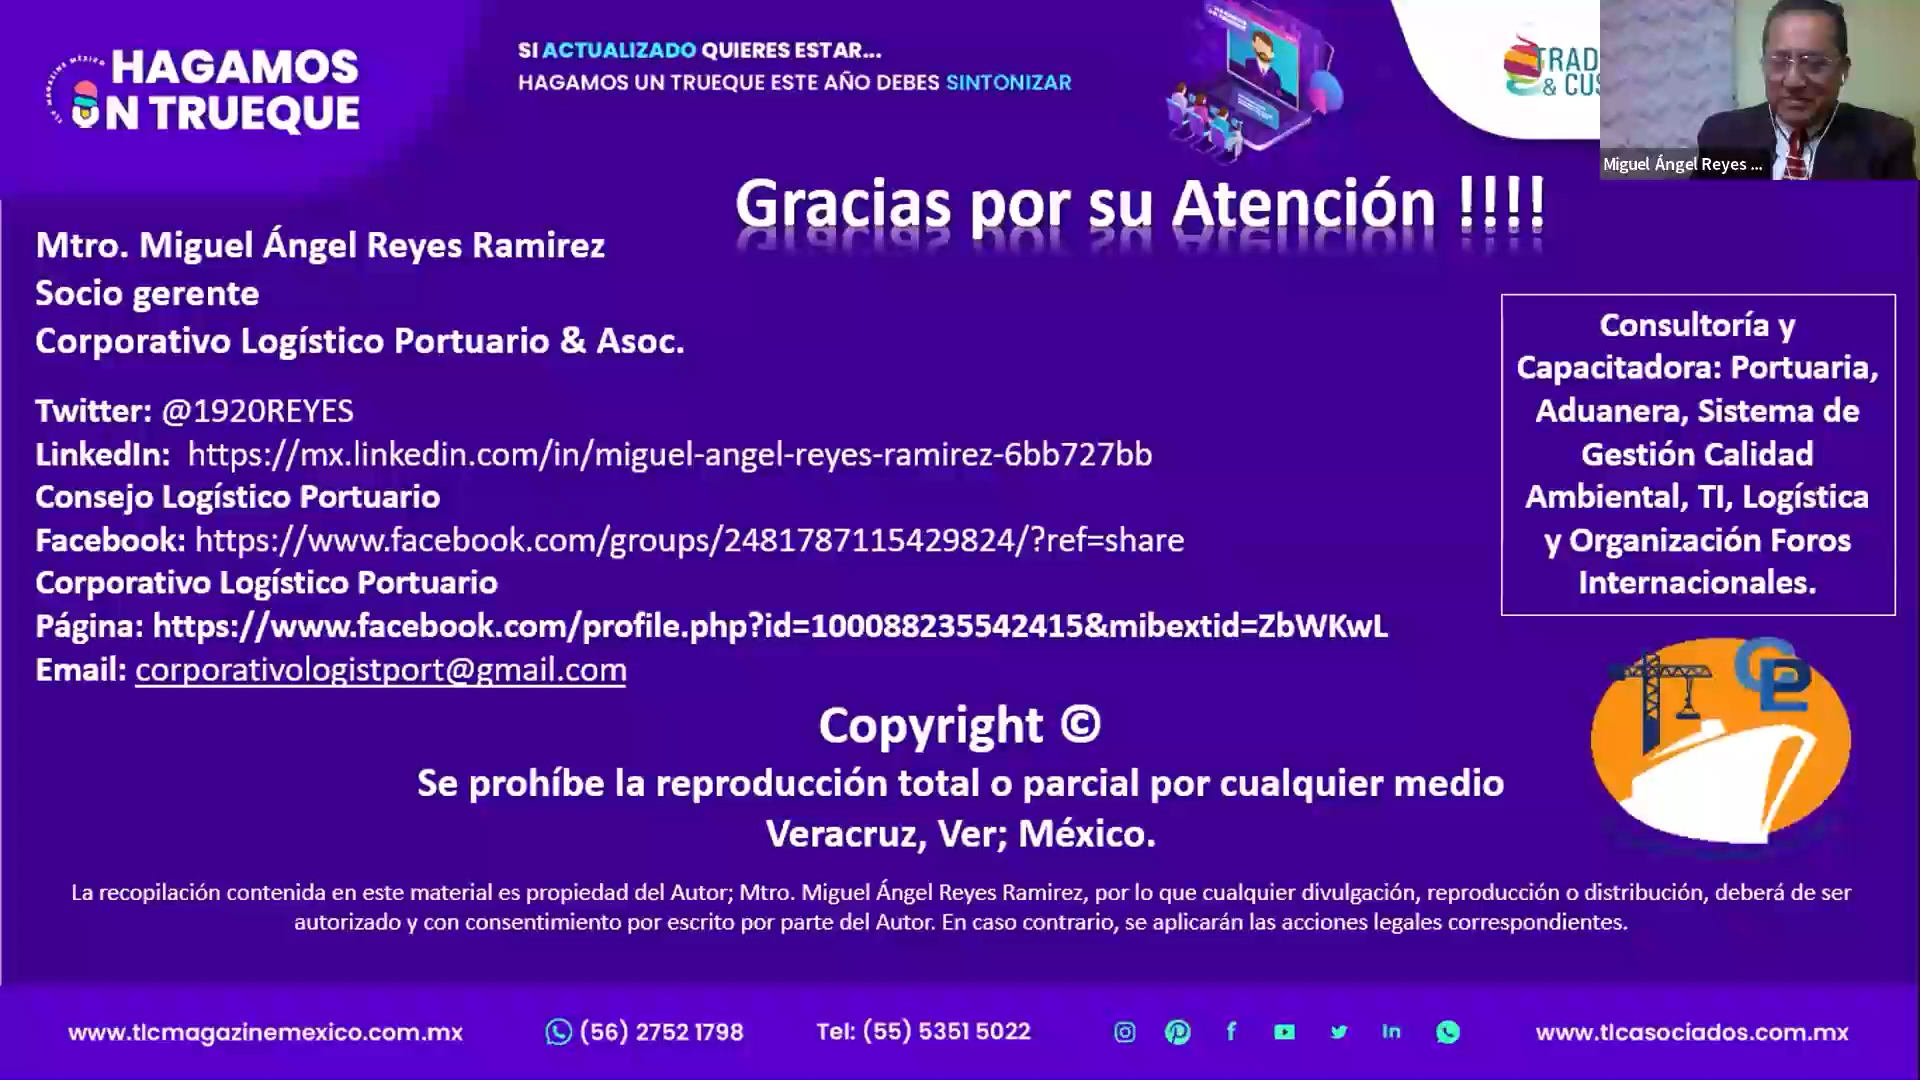 TLC MAGAZINE MÉXICO
HAGAMOS
UN TRUEQUE
SI ACTUALIZADO QUIERES ESTAR...
HAGAMOS UN TRUEQUE ESTE AÑO DEBES SINTONIZAR
TRAD
& CUS
Miguel Ángel Reyes ...
Gracias por su Atención !!!!
Mtro. Miguel Ángel Reyes Ramirez
Socio gerente
Corporativo Logístico Portuario & Asoc.
Twitter: @1920REYES
LinkedIn: https://mx.linkedin.com/in/miguel-angel-reyes-ramirez-6bb727bb
Consejo Logístico Portuario
Facebook: https://www.facebook.com/groups/2481787115429824/?ref=share
Corporativo Logístico Portuario
Página: https://www.facebook.com/profile.php?id=100088235542415&mibextid=ZbWKwL
Email: corporativologistport@gmail.com
Consultoría y
Capacitadora: Portuaria,
Aduanera, Sistema de
Gestión Calidad
Ambiental, TI, Logística
y Organización Foros
Internacionales.
CPL
Copyright ©
Se prohíbe la reproducción total o parcial por cualquier medio
Veracruz, Ver; México.
La recopilación contenida en este material es propiedad del Autor; Mtro. Miguel Ángel Reyes Ramirez, por lo que cualquier divulgación, reproducción o distribución, deberá de ser
autorizado y con consentimiento por escrito por parte del Autor. En caso contrario, se aplicarán las acciones legales correspondientes.
www.tlcmagazinemexico.com.mx
(56) 2752 1798
Tel: (55) 5351 5022
www.tlcasociados.com.mx